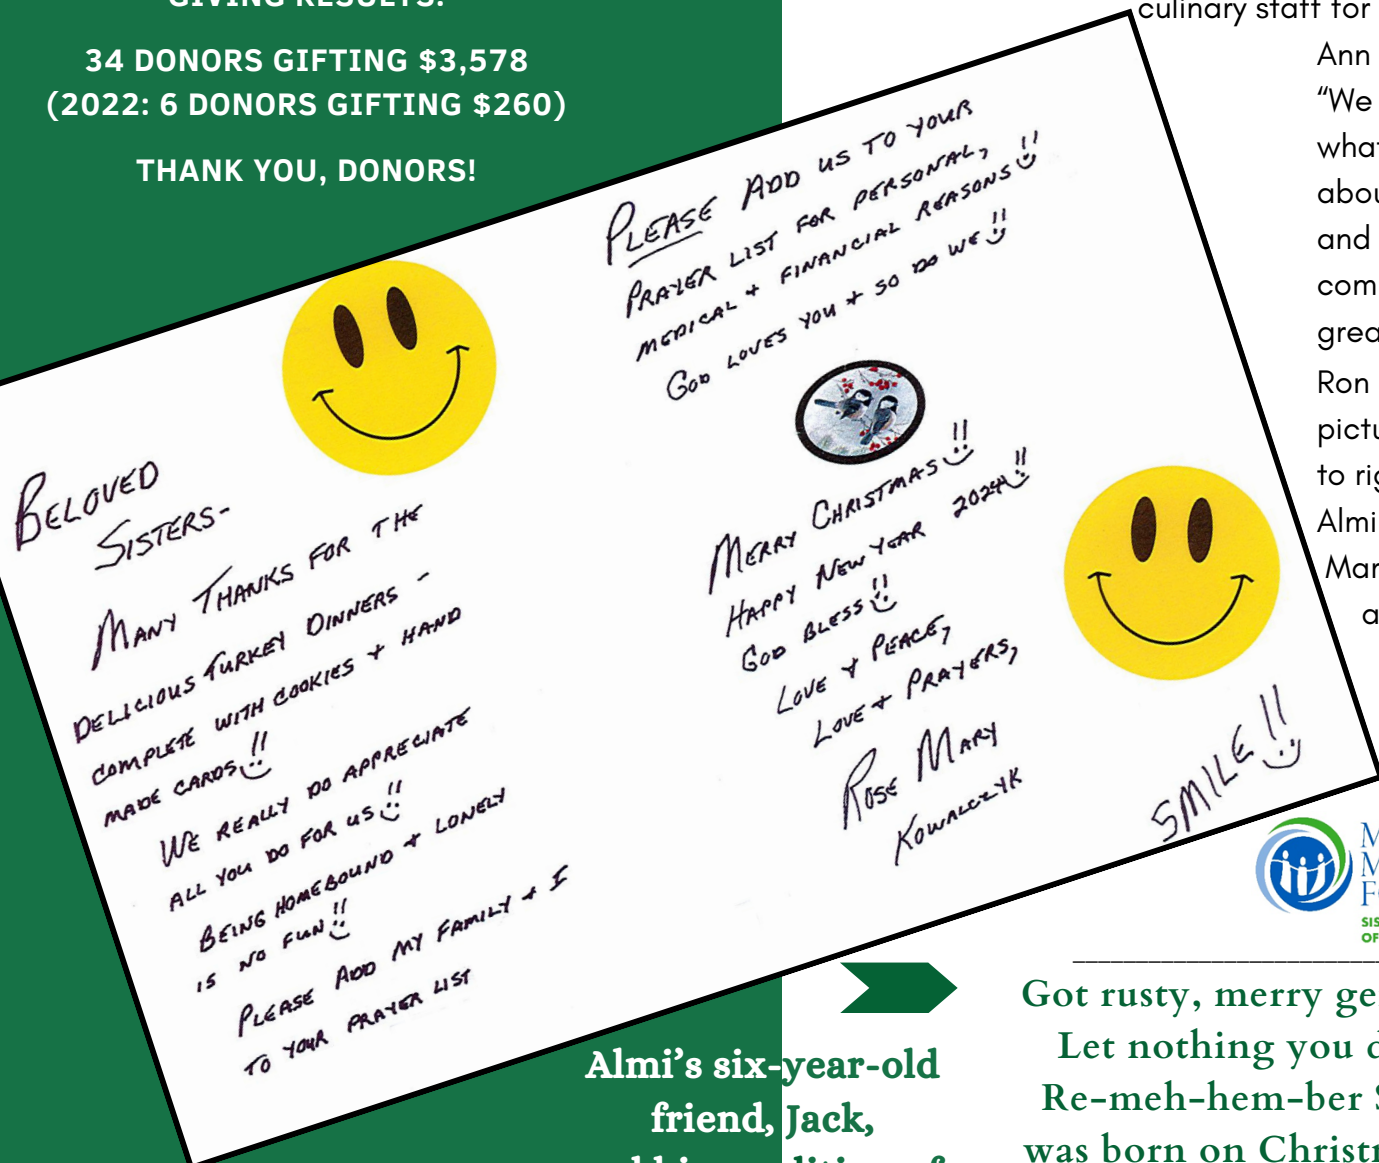 GIVING RESULTS:
34 DONORS GIFTING $3,578
(2022: 6 DONORS GIFTING $260)
THANK YOU, DONORS!
BELOVED
SISTERS-
MANY THANKS FOR THE
DELICIOUS TURKEY DINNERS -
COMPLETE WITH COOKIES + HAND
MADE CARDS!!
WE REALLY DO APPRECIATE
ALL YOU DO FOR US!!
BEING HOMEBOUND + LONELY
IS NO FUN!!
PLEASE ADD MY FAMILY + I
TO YOUR PRAYER LIST
PLEASE ADD US TO YOUR
PRAYER LIST FOR PERSONAL,
MEDICAL + FINANCIAL REASONS!!
GOD LOVES YOU + SO DO WE!!
MERRY CHRISTMAS!!
HAPPY NEW YEAR 2024!!
GOD BLESS!!
LOVE + PEACE,
LOVE + PRAYERS,
ROSE MARY
KOWALCZYK
SMILE!!
culinary staff for
Ann
“We
what
abou
and
com
grea
Ron
pictu
to rig
Almi
Mar
a
M
M
F
SIS
OF
Almi’s six-year-old
friend, Jack,
Got rusty, merry ge
Let nothing you d
Re-meh-hem-ber S
was born on Christm